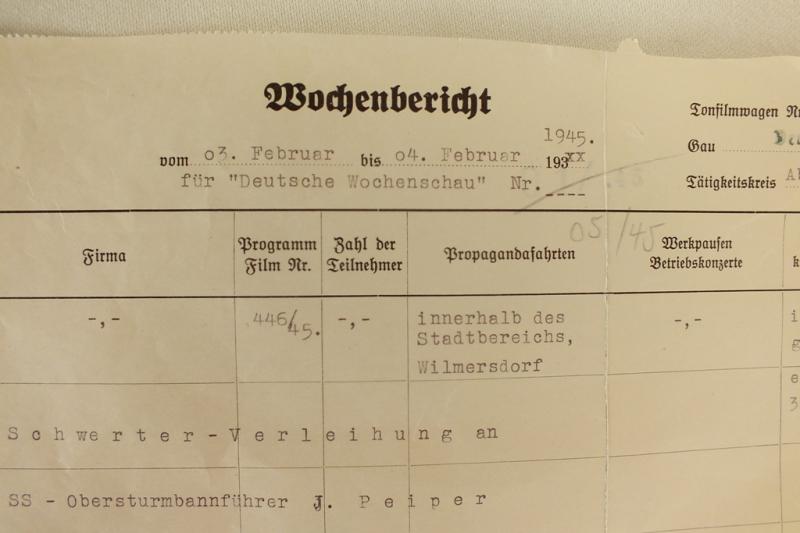 Wochenbericht
1945.
vom 03. Februar bis 04. Februar 193xx
für "Deutsche Wochenschau" Nr.
Tonfilmwagen Nr
Gau
Tätigkeitskreis
05/45
Firma
Programm
Film Nr.
Zahl der
Teilnehmer
Propagandafahrten
Werkpausen
Betriebskonzerte
-,-
446/45.
-,-
innerhalb des
Stadtbereichs,
Wilmersdorf
-,-
Schwerter-Verleihung an
SS - Obersturmbannführer J. Peiper